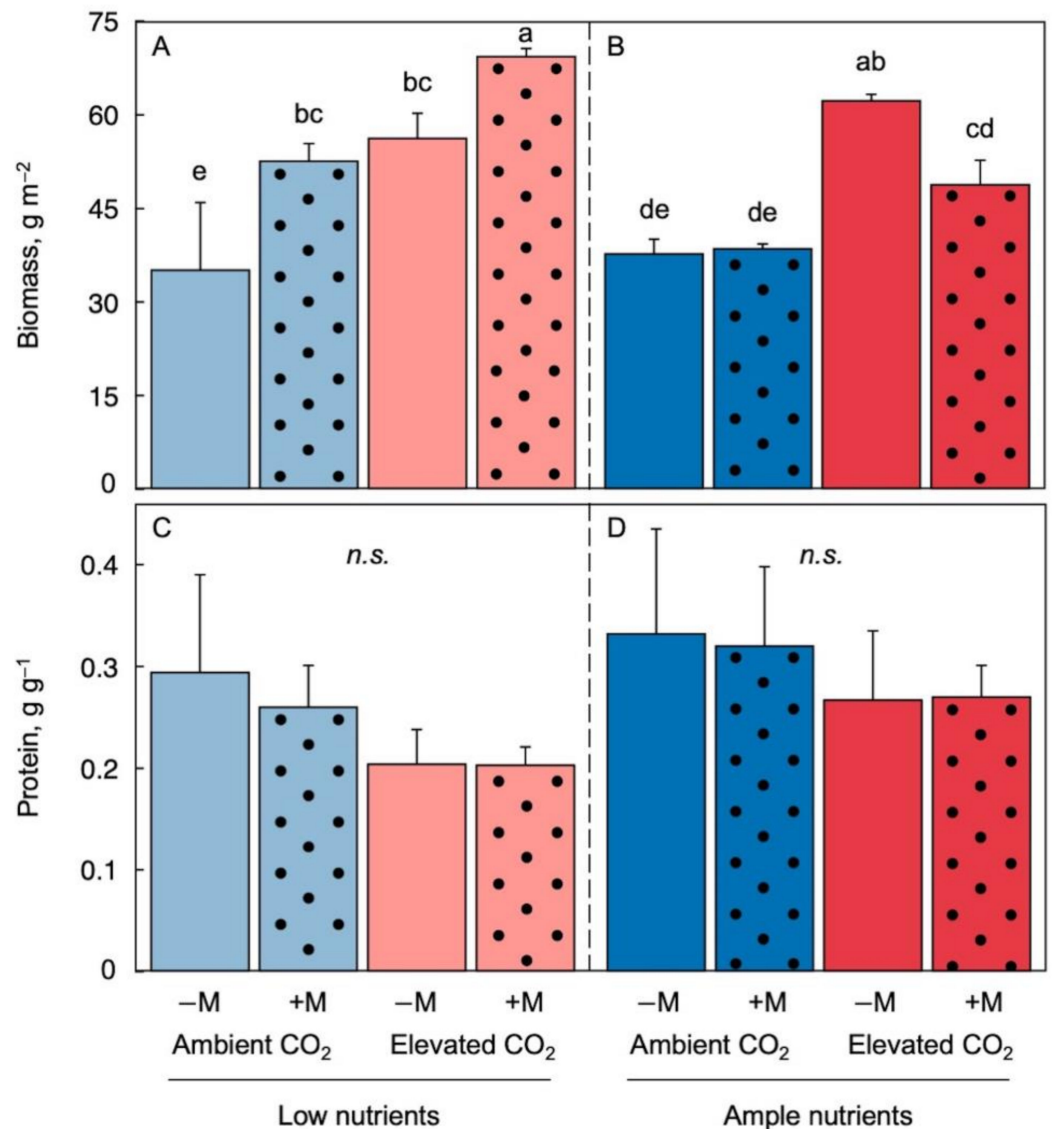 75
A
a
B
ab
bc
bc
cd
60
e
de
de
45
30
15
0
Biomass, g m⁻²
C
n.s.
D
n.s.
0.4
0.3
0.2
0.1
0
Protein, g g⁻¹
–M +M –M +M –M +M –M +M
Ambient CO₂ Elevated CO₂ Ambient CO₂ Elevated CO₂
Low nutrients Ample nutrients